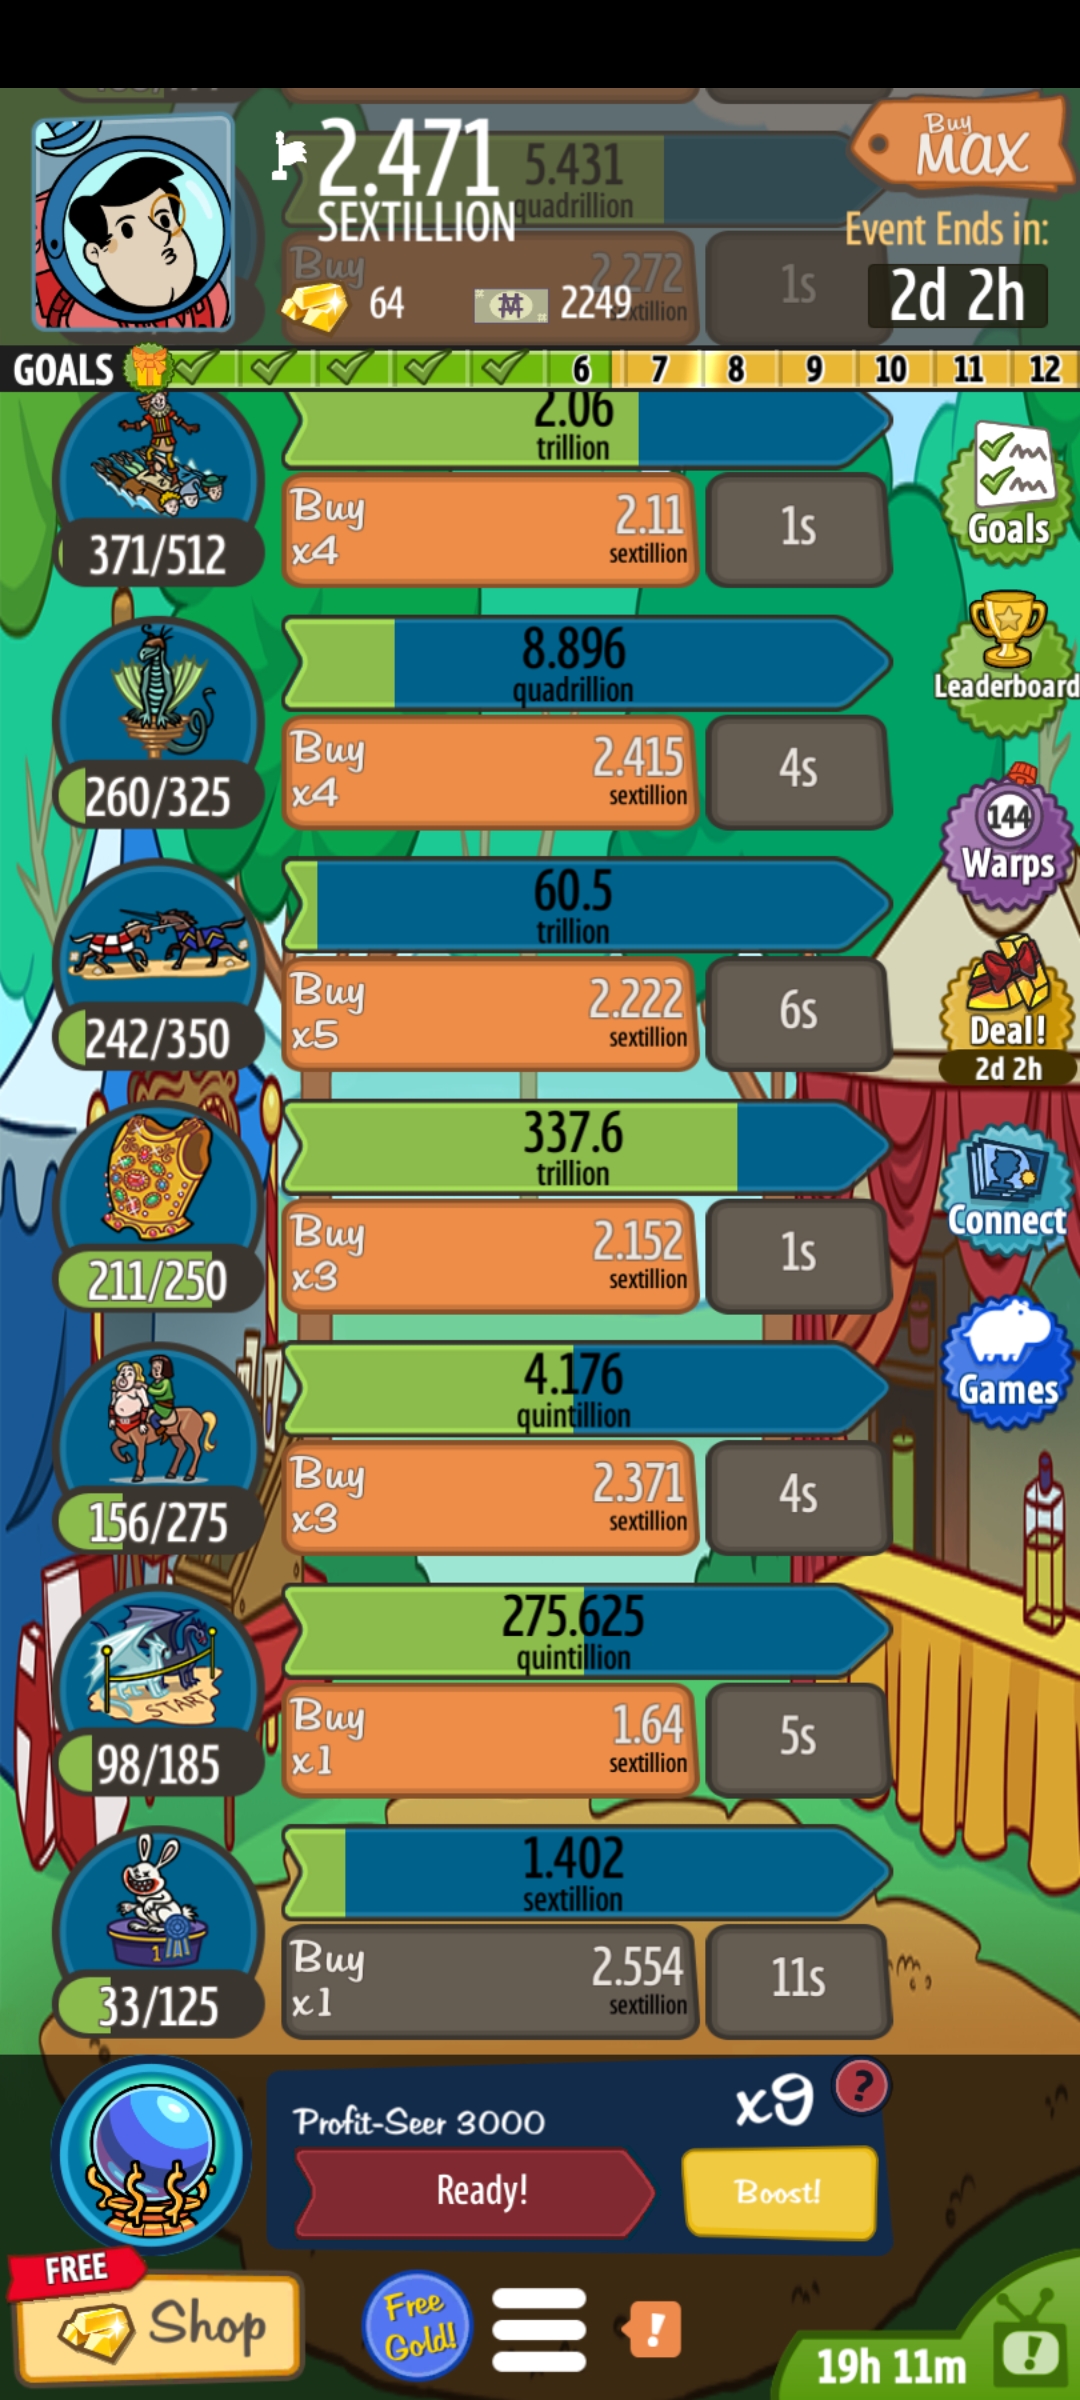 2.471
SEXTILLION
5.431
quadrillion
Buy
MAX
Event Ends in:
2d 2h
Buy
2.272
sextillion
1s
64
2249
GOALS
6
7
8
9
10
11
12
2.06
trillion
371/512
Buy
x4
2.11
sextillion
1s
Goals
8.896
quadrillion
260/325
Buy
x4
2.415
sextillion
4s
Leaderboard
144
Warps
60.5
trillion
242/350
Buy
x5
2.222
sextillion
6s
Deal!
2d 2h
337.6
trillion
211/250
Buy
x3
2.152
sextillion
1s
Connect
4.176
quintillion
156/275
Buy
x3
2.371
sextillion
4s
Games
275.625
quintillion
START
98/185
Buy
x1
1.64
sextillion
5s
1.402
sextillion
1
33/125
Buy
x1
2.554
sextillion
11s
Profit-Seer 3000
x9
?
Ready!
Boost!
FREE
Shop
Free
Gold!
!
19h 11m
!